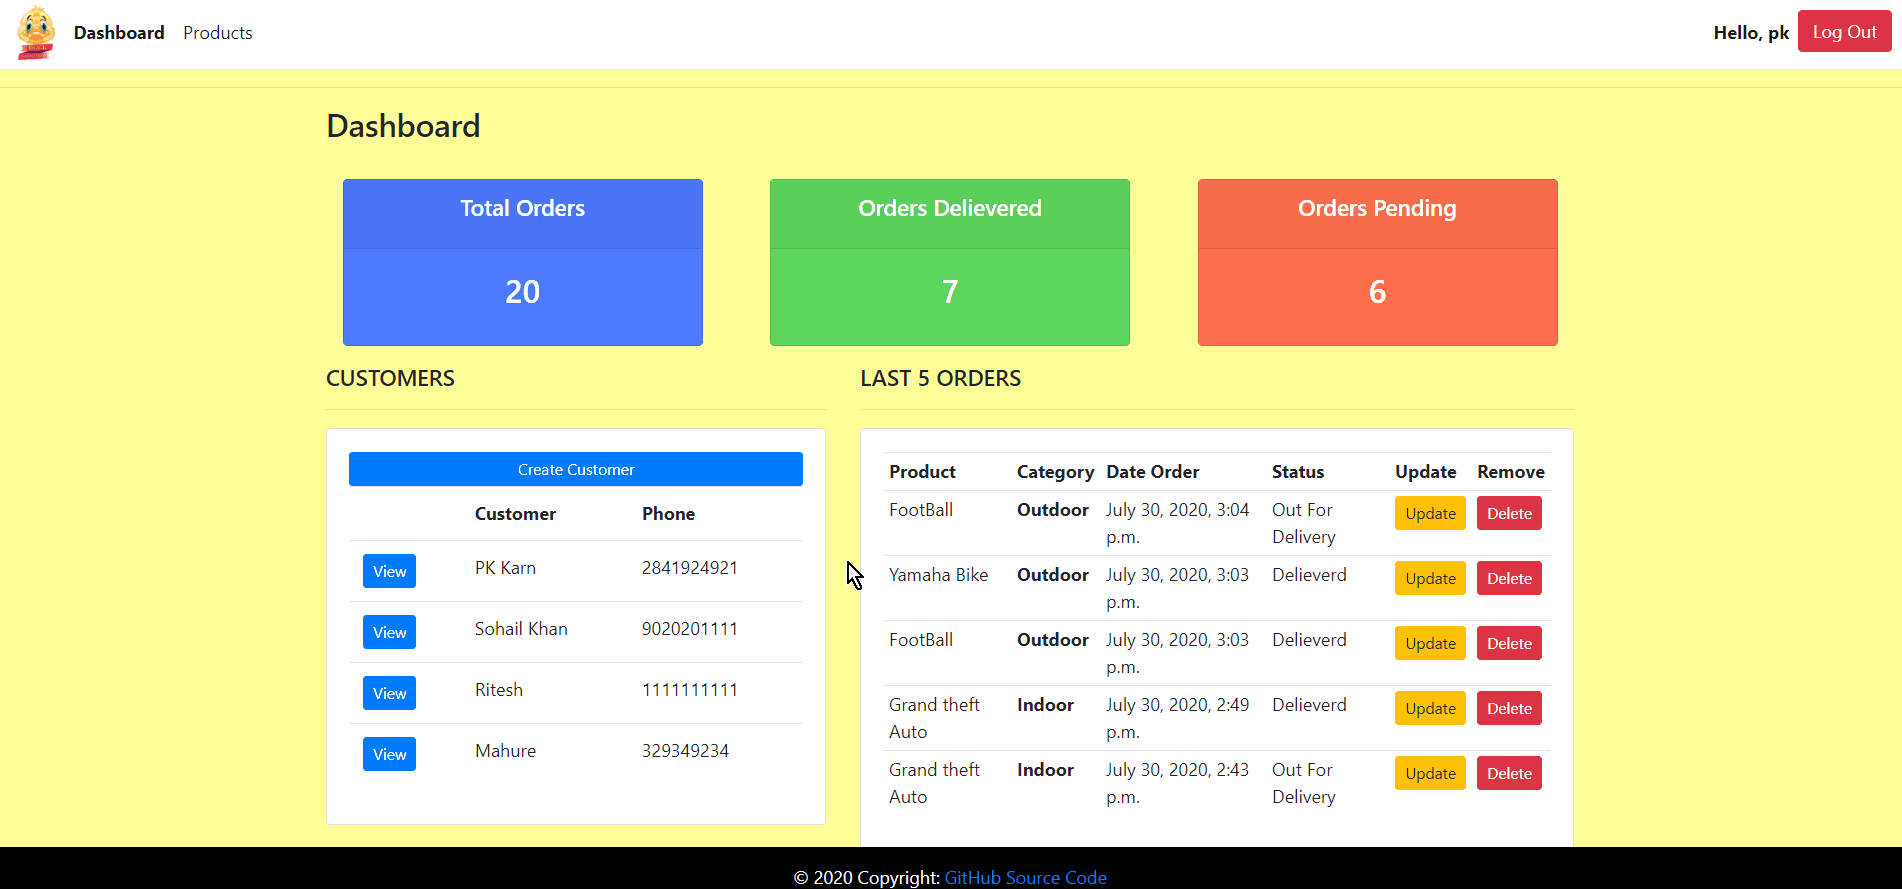 Dashboard Products Hello, pk Log Out
Dashboard
Total Orders
20
Orders Delievered
7
Orders Pending
6
CUSTOMERS
Create Customer
Customer Phone
View PK Karn 2841924921
View Sohail Khan 9020201111
View Ritesh 1111111111
View Mahure 329349234
LAST 5 ORDERS
Product Category Date Order Status Update Remove
FootBall Outdoor July 30, 2020, 3:04 Out For Update Delete
p.m. Delivery
Yamaha Bike Outdoor July 30, 2020, 3:03 Delieverd Update Delete
p.m.
FootBall Outdoor July 30, 2020, 3:03 Delieverd Update Delete
p.m.
Grand theft Indoor July 30, 2020, 2:49 Delieverd Update Delete
Auto p.m.
Grand theft Indoor July 30, 2020, 2:43 Out For Update Delete
Auto p.m. Delivery
© 2020 Copyright: GitHub Source Code